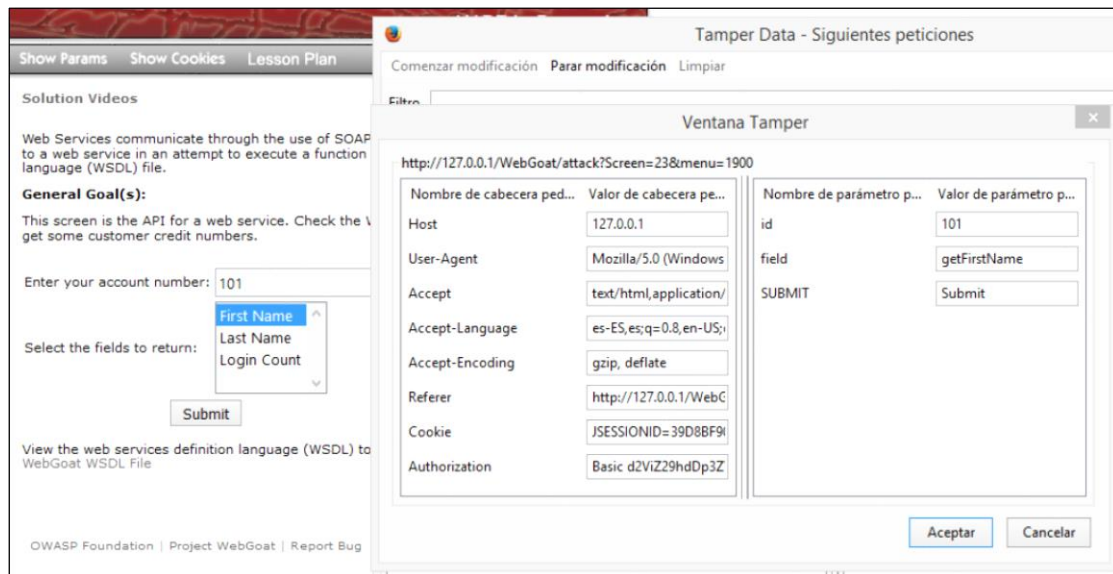 Show Params Show Cookies Lesson Plan
Solution Videos
Web Services communicate through the use of SOAP
to a web service in an attempt to execute a function
language (WSDL) file.
General Goal(s):
This screen is the API for a web service. Check the W
get some customer credit numbers.
Enter your account number: 101
Select the fields to return:
First Name
Last Name
Login Count
Submit
View the web services definition language (WSDL) to
WebGoat WSDL File
OWASP Foundation | Project WebGoat | Report Bug
Tamper Data - Siguientes peticiones
Comenzar modificación Parar modificación Limpiar
Filtro
Ventana Tamper
http://127.0.0.1/WebGoat/attack?Screen=23&menu=1900
Nombre de cabecera ped... Valor de cabecera pe...
Host 127.0.0.1
User-Agent Mozilla/5.0 (Windows
Accept text/html,application/
Accept-Language es-ES,es;q=0.8,en-US;
Accept-Encoding gzip, deflate
Referer http://127.0.0.1/WebG
Cookie JSESSIONID=39D8BF9
Authorization Basic d2ViZ29hdDp3Z
Nombre de parámetro p... Valor de parámetro p...
id 101
field getFirstName
SUBMIT Submit
Aceptar Cancelar